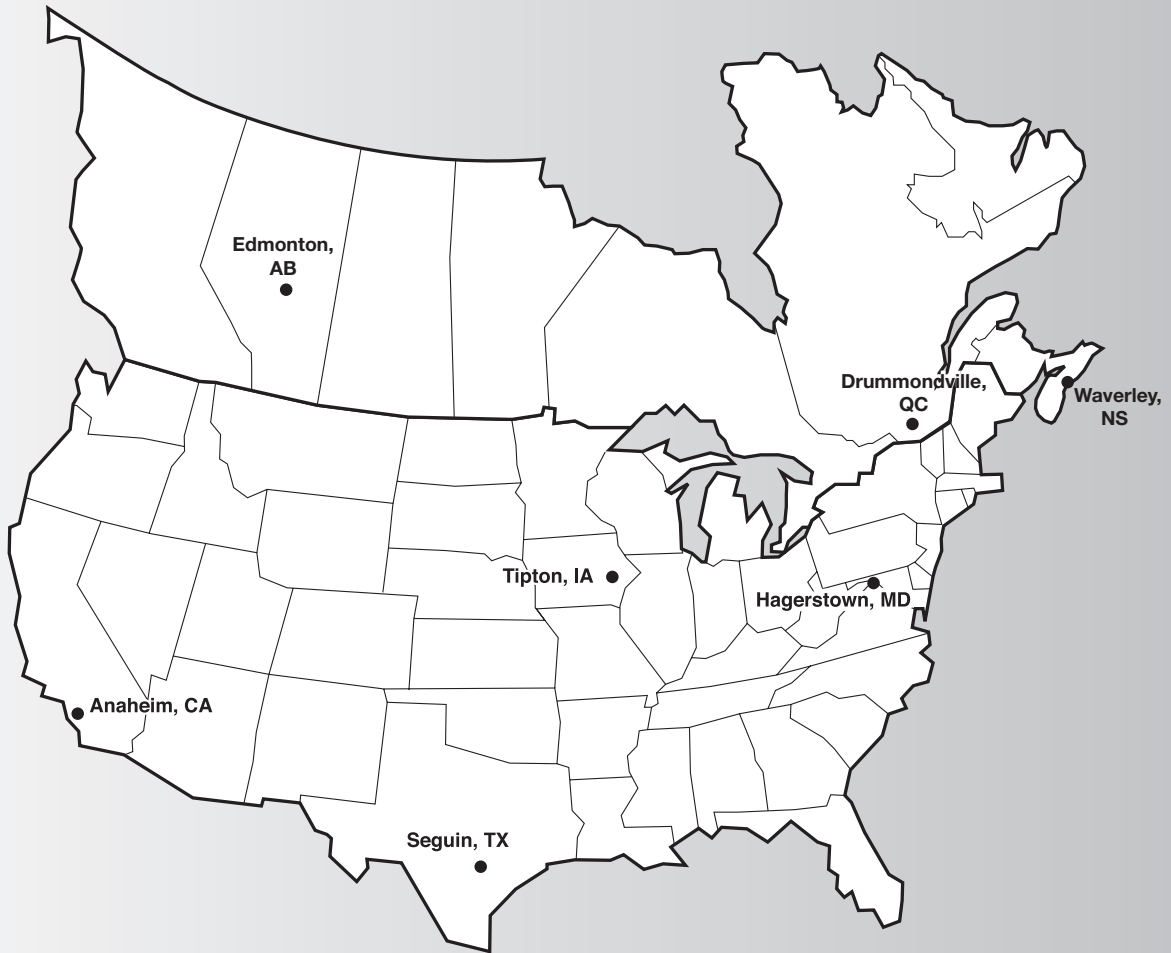 Edmonton,
AB
Drummondville,
QC
Waverley,
NS
Tipton, IA
Hagerstown, MD
Anaheim, CA
Seguin, TX